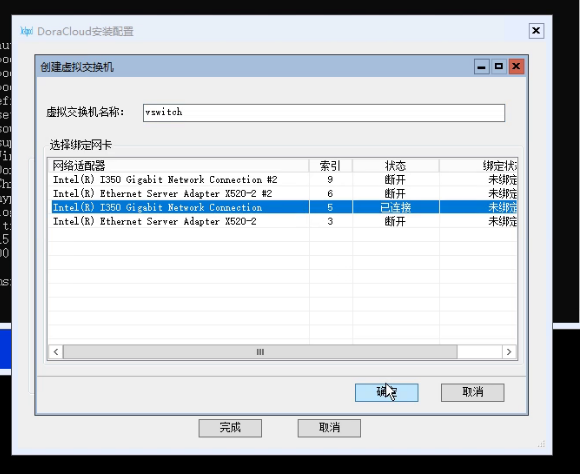 DoraCloud安装配置
创建虚拟交换机
虚拟交换机名称： vswitch
选择绑定网卡
网络适配器 索引 状态 绑定状
Intel(R) I350 Gigabit Network Connection #2 9 断开 未绑定
Intel(R) Ethernet Server Adapter X520-2 #2 6 断开 未绑定
Intel(R) I350 Gigabit Network Connection 5 已连接 未绑定
Intel(R) Ethernet Server Adapter X520-2 3 断开 未绑定
确定 取消
完成 取消